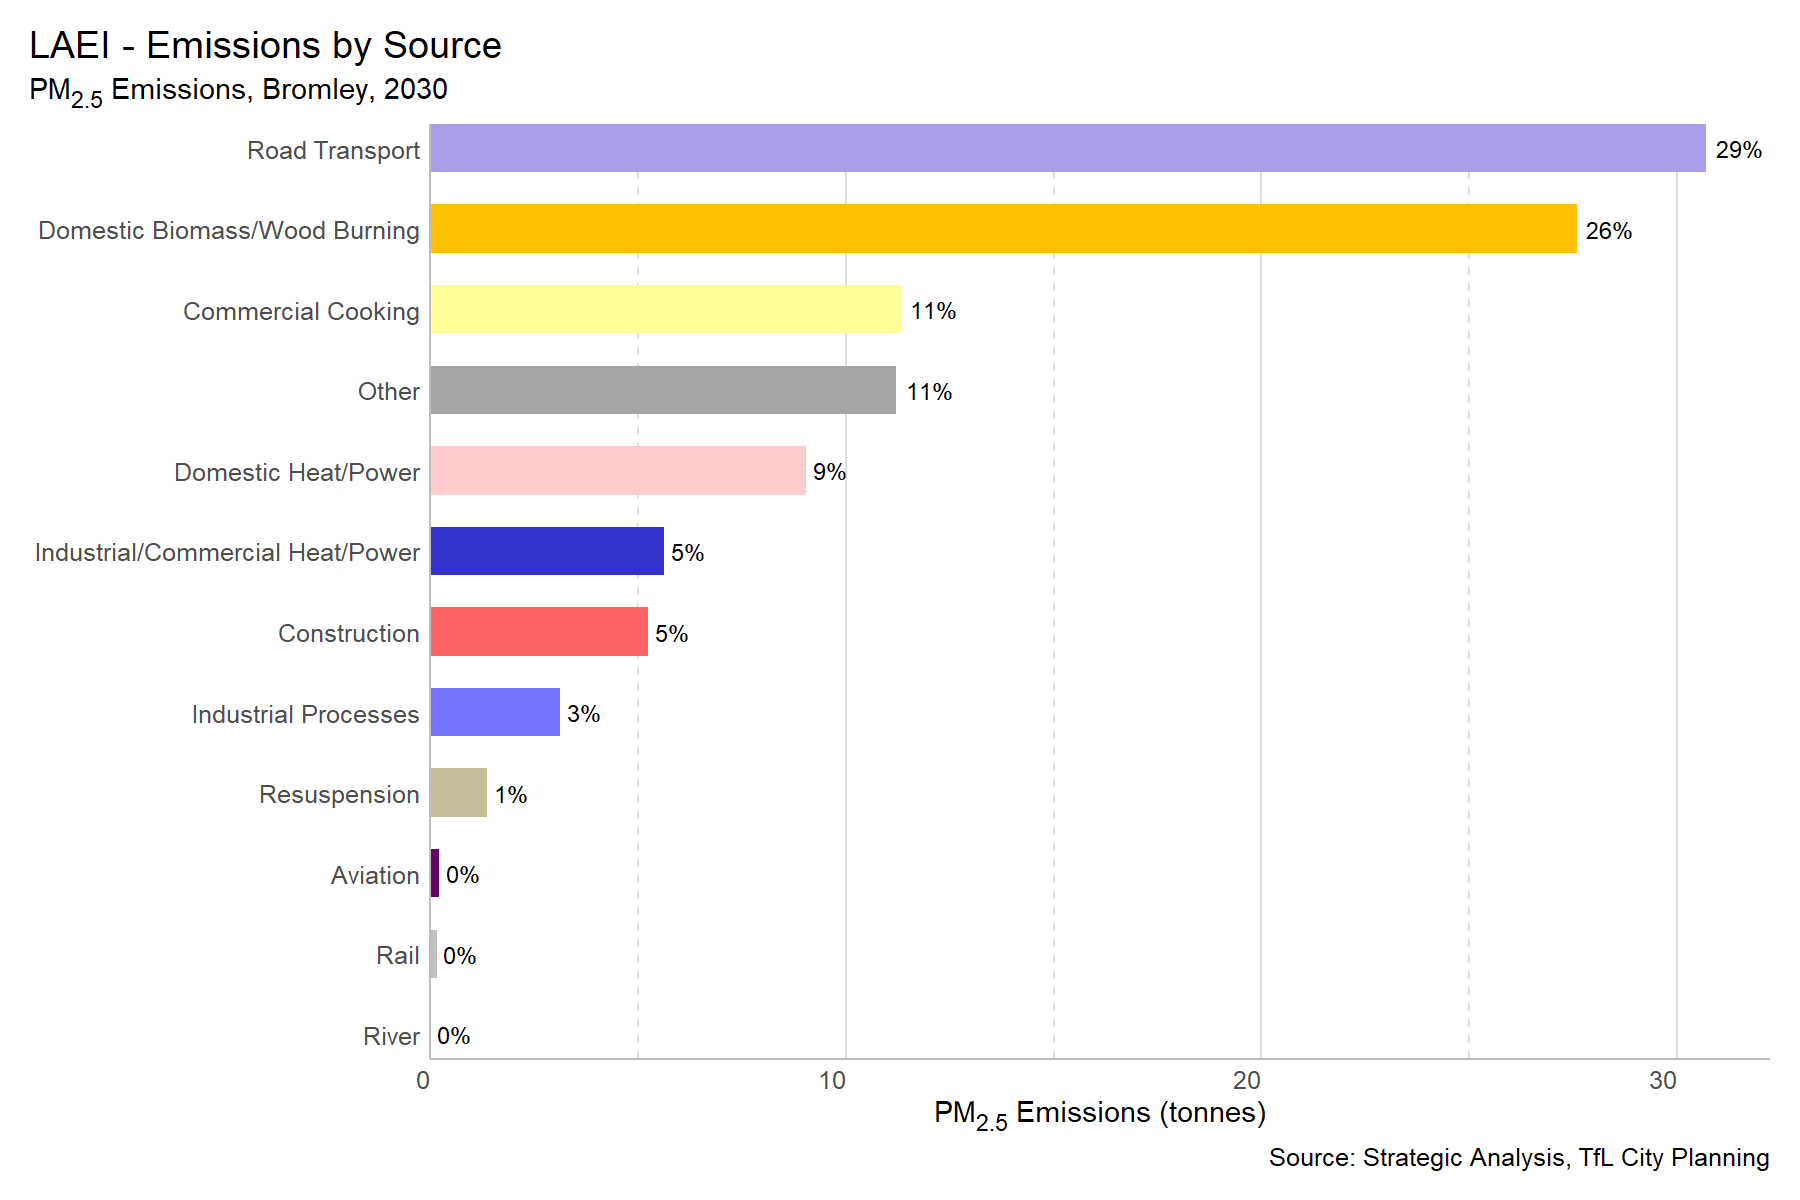 LAEI - Emissions by Source
PM2.5 Emissions, Bromley, 2030
Road Transport 29%
Domestic Biomass/Wood Burning 26%
Commercial Cooking 11%
Other 11%
Domestic Heat/Power 9%
Industrial/Commercial Heat/Power 5%
Construction 5%
Industrial Processes 3%
Resuspension 1%
Aviation 0%
Rail 0%
River 0%
0 10 20 30
PM2.5 Emissions (tonnes)
Source: Strategic Analysis, TfL City Planning